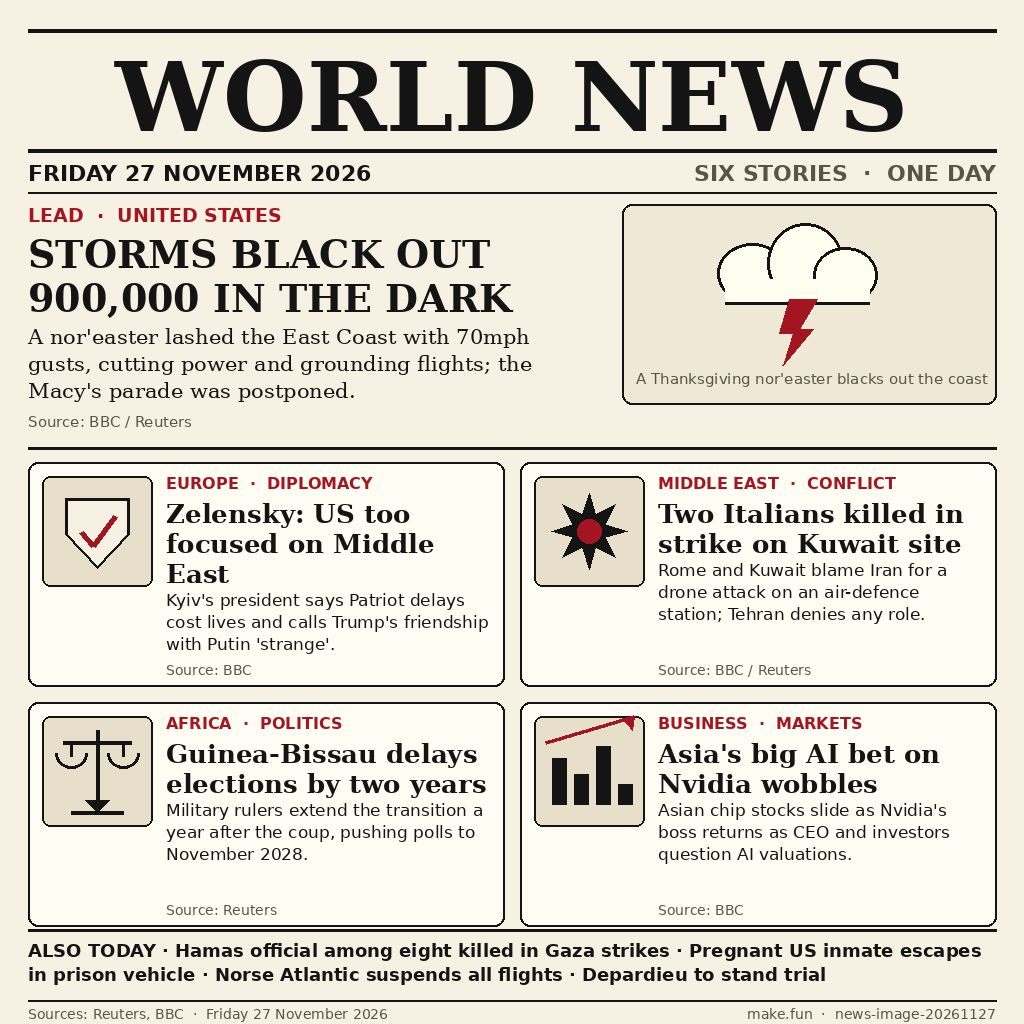 WORLD NEWS
FRIDAY 27 NOVEMBER 2026
SIX STORIES · ONE DAY
LEAD · UNITED STATES
STORMS BLACK OUT
900,000 IN THE DARK
A nor'easter lashed the East Coast with 70mph
gusts, cutting power and grounding flights; the
Macy's parade was postponed.
Source: BBC / Reuters
A Thanksgiving nor'easter blacks out the coast
EUROPE · DIPLOMACY
Zelensky: US too
focused on Middle
East
Kyiv's president says Patriot delays
cost lives and calls Trump's friendship
with Putin 'strange'.
Source: BBC
MIDDLE EAST · CONFLICT
Two Italians killed in
strike on Kuwait site
Rome and Kuwait blame Iran for a
drone attack on an air-defence
station; Tehran denies any role.
Source: BBC / Reuters
AFRICA · POLITICS
Guinea-Bissau delays
elections by two years
Military rulers extend the transition a
year after the coup, pushing polls to
November 2028.
Source: Reuters
BUSINESS · MARKETS
Asia's big AI bet on
Nvidia wobbles
Asian chip stocks slide as Nvidia's
boss returns as CEO and investors
question AI valuations.
Source: BBC
ALSO TODAY · Hamas official among eight killed in Gaza strikes · Pregnant US inmate escapes
in prison vehicle · Norse Atlantic suspends all flights · Depardieu to stand trial
Sources: Reuters, BBC · Friday 27 November 2026
make.fun · news-image-20261127